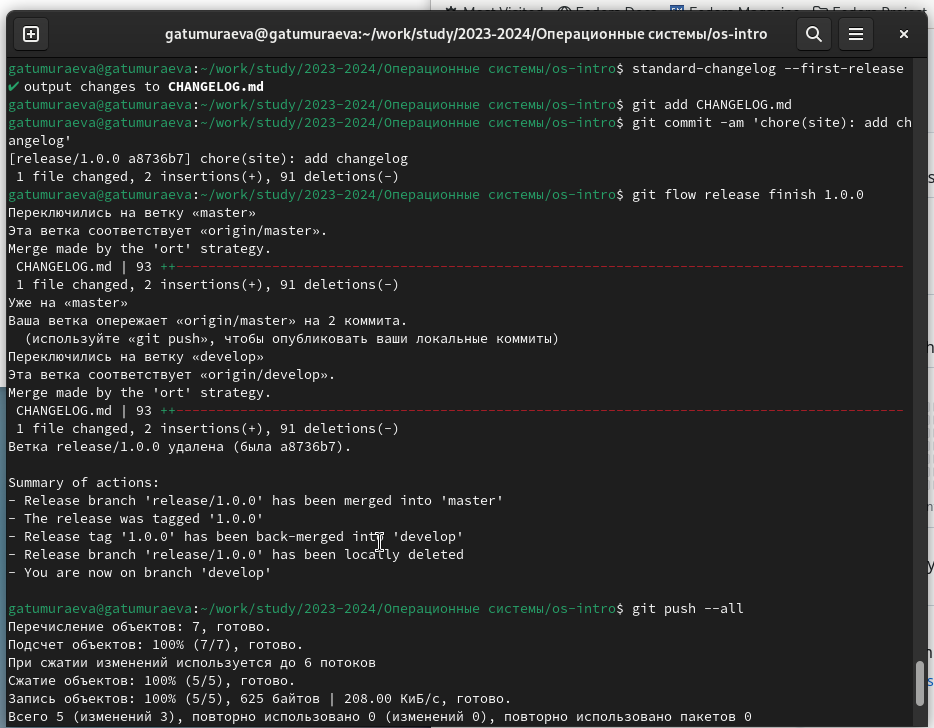 Most Visited Fedora Docs Fedora Magazine Fedora Project
gatumuraeva@gatumuraeva:~/work/study/2023-2024/Операционные системы/os-intro
gatumuraeva@gatumuraeva:~/work/study/2023-2024/Операционные системы/os-intro$ standard-changelog --first-release
✔ output changes to CHANGELOG.md
gatumuraeva@gatumuraeva:~/work/study/2023-2024/Операционные системы/os-intro$ git add CHANGELOG.md
gatumuraeva@gatumuraeva:~/work/study/2023-2024/Операционные системы/os-intro$ git commit -am 'chore(site): add ch
angelog'
[release/1.0.0 a8736b7] chore(site): add changelog
 1 file changed, 2 insertions(+), 91 deletions(-)
gatumuraeva@gatumuraeva:~/work/study/2023-2024/Операционные системы/os-intro$ git flow release finish 1.0.0
Переключились на ветку «master»
Эта ветка соответствует «origin/master».
Merge made by the 'ort' strategy.
 CHANGELOG.md | 93 ++-------------------------------------------------------------------------------------------
 1 file changed, 2 insertions(+), 91 deletions(-)
Уже на «master»
Ваша ветка опережает «origin/master» на 2 коммита.
  (используйте «git push», чтобы опубликовать ваши локальные коммиты)
Переключились на ветку «develop»
Эта ветка соответствует «origin/develop».
Merge made by the 'ort' strategy.
 CHANGELOG.md | 93 ++-------------------------------------------------------------------------------------------
 1 file changed, 2 insertions(+), 91 deletions(-)
Ветка release/1.0.0 удалена (была a8736b7).
Summary of actions:
- Release branch 'release/1.0.0' has been merged into 'master'
- The release was tagged '1.0.0'
- Release tag '1.0.0' has been back-merged into 'develop'
- Release branch 'release/1.0.0' has been locally deleted
- You are now on branch 'develop'
gatumuraeva@gatumuraeva:~/work/study/2023-2024/Операционные системы/os-intro$ git push --all
Перечисление объектов: 7, готово.
Подсчет объектов: 100% (7/7), готово.
При сжатии изменений используется до 6 потоков
Сжатие объектов: 100% (5/5), готово.
Запись объектов: 100% (5/5), 625 байтов | 208.00 КиБ/с, готово.
Всего 5 (изменений 3), повторно использовано 0 (изменений 0), повторно использовано пакетов 0